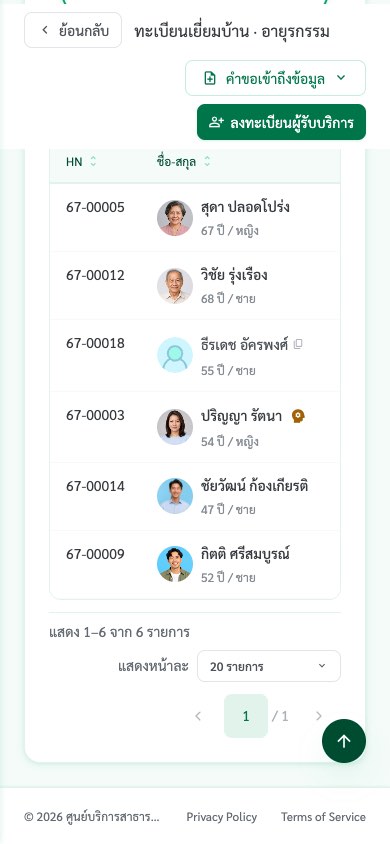 ย้อนกลับ
ทะเบียนเยี่ยมบ้าน · อายุรกรรม
คำขอเข้าถึงข้อมูล
ลงทะเบียนผู้รับบริการ
HN ชื่อ-สกุล
67-00005 สุดา ปลอดโปร่ง
67 ปี / หญิง
67-00012 วิชัย รุ่งเรือง
68 ปี / ชาย
67-00018 ธีรเดช อัครพงศ์
55 ปี / ชาย
67-00003 ปริญญา รัตนา
54 ปี / หญิง
67-00014 ชัยวัฒน์ ก้องเกียรติ
47 ปี / ชาย
67-00009 กิตติ ศรีสมบูรณ์
52 ปี / ชาย
แสดง 1–6 จาก 6 รายการ
แสดงหน้าละ 20 รายการ
1 / 1
© 2026 ศูนย์บริการสาธาร... Privacy Policy Terms of Service